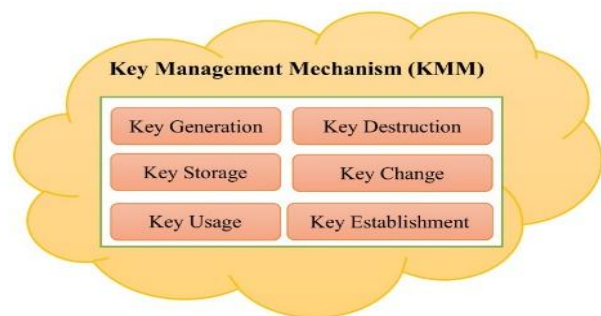 Key Management Mechanism (KMM)
Key Generation
Key Destruction
Key Storage
Key Change
Key Usage
Key Establishment